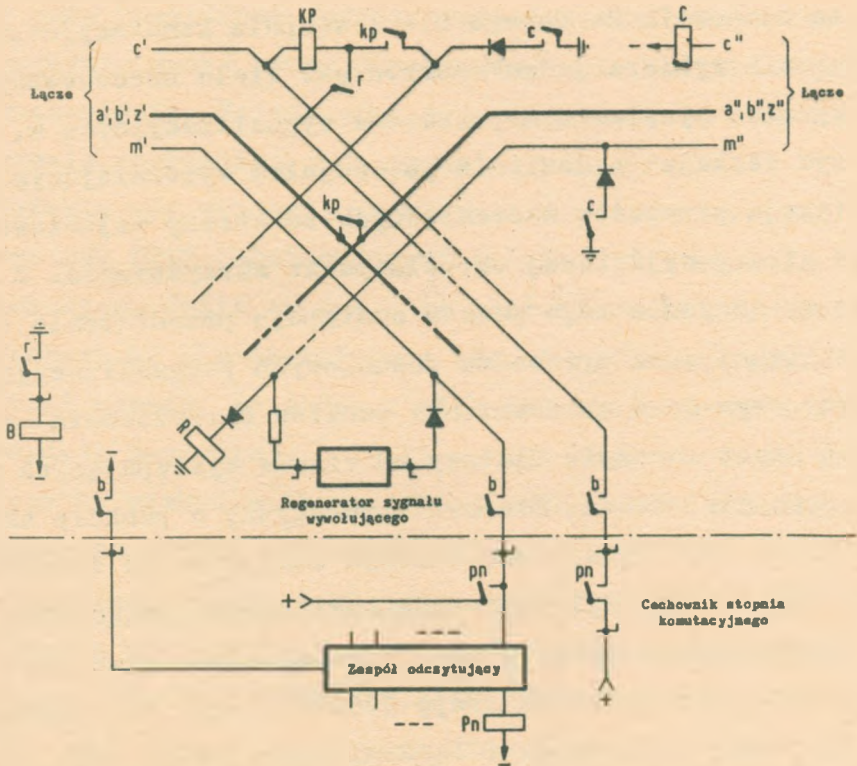 KP
kp
c
C
c'
c"
r
Łącze
a', b', z'
a", b", z"
Łącze
m'
m"
kp
c
r
B
R
b
Regenerator sygnału
wywołującego
b
b
pn
pn
+
Cechownik stopnia
komutacyjnego
Zespół odczytujący
+
Pn